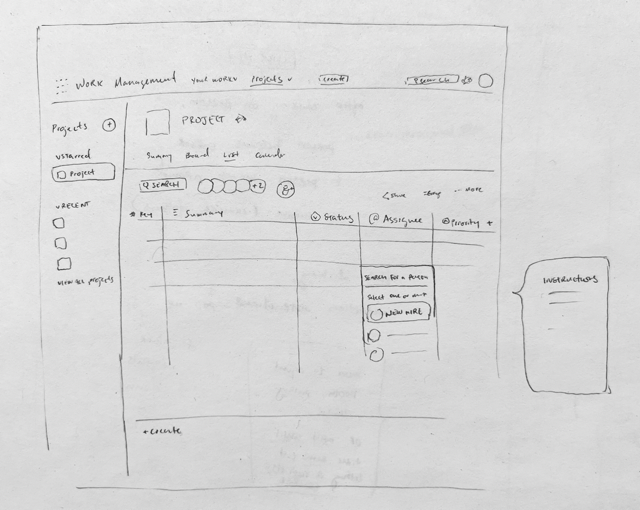 WORK Management Your work v Projects v Create Search
Projects +
v Starred
Project
v RECENT
View all projects
PROJECT
Summary Board List Calendar
SEARCH +2
Share Group ... More
# Key Summary Status @ Assignee Priority +
Search for a Person
Select one or more
NEW HIRE
+ Create
INSTRUCTIONS